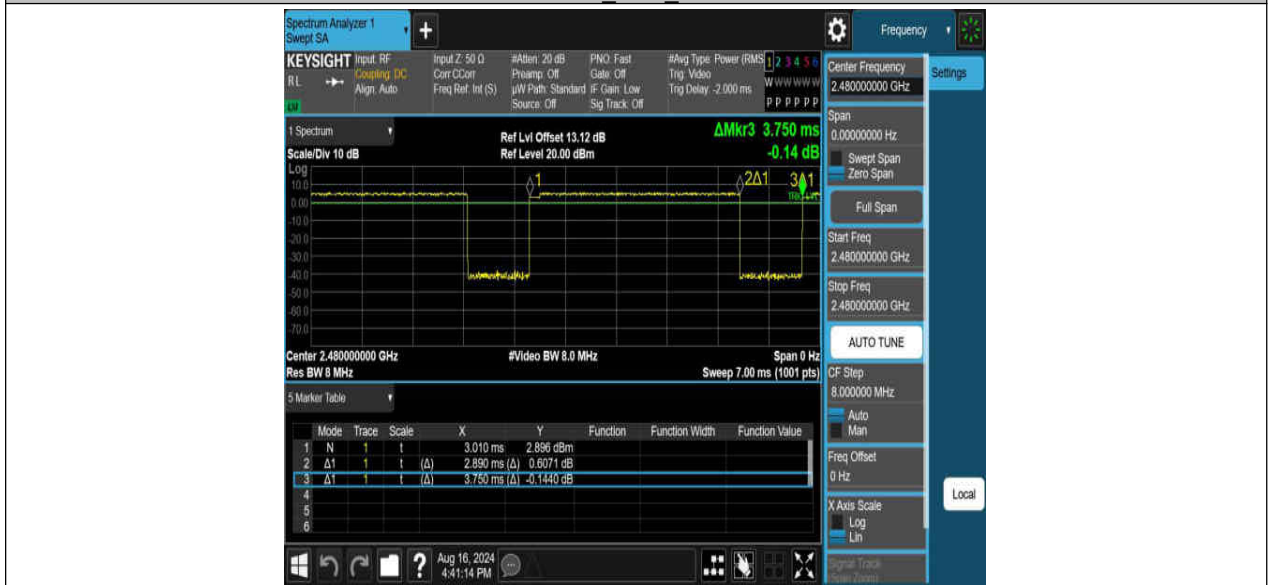 Spectrum Analyzer 1
Swept SA
+
Frequency
KEYSIGHT
RL
Input: RF
Coupling: DC
Align: Auto
Input Z: 50 Ω
Corr CCorr
Freq Ref: Int (S)
#Atten: 20 dB
Preamp: Off
µW Path: Standard
Source: Off
PNO: Fast
Gate: Off
IF Gain: Low
Sig Track: Off
#Avg Type: Power (RMS
Trig: Video
Trig Delay: -2.000 ms
1 2 3 4 5 6
W W W W W W
P P P P P P
1 Spectrum
Scale/Div 10 dB
Ref Lvl Offset 13.12 dB
Ref Level 20.00 dBm
ΔMkr3 3.750 ms
-0.14 dB
Log
10.0
0.00
-10.0
-20.0
-30.0
-40.0
-50.0
-60.0
-70.0
1
2Δ1
3Δ1
Center 2.480000000 GHz
Res BW 8 MHz
#Video BW 8.0 MHz
Span 0 Hz
Sweep 7.00 ms (1001 pts)
5 Marker Table
Mode Trace Scale X Y Function Function Width Function Value
1 N 1 t 3.010 ms 2.896 dBm
2 Δ1 1 t (Δ) 2.890 ms (Δ) 0.6071 dB
3 Δ1 1 t (Δ) 3.750 ms (Δ) -0.1440 dB
4
5
6
Aug 16, 2024
4:41:14 PM
Center Frequency
2.480000000 GHz
Settings
Span
0.00000000 Hz
Swept Span
Zero Span
Full Span
Start Freq
2.480000000 GHz
Stop Freq
2.480000000 GHz
AUTO TUNE
CF Step
8.000000 MHz
Auto
Man
Freq Offset
0 Hz
X Axis Scale
Log
Lin
Signal Track
(Span Zoom)
Local